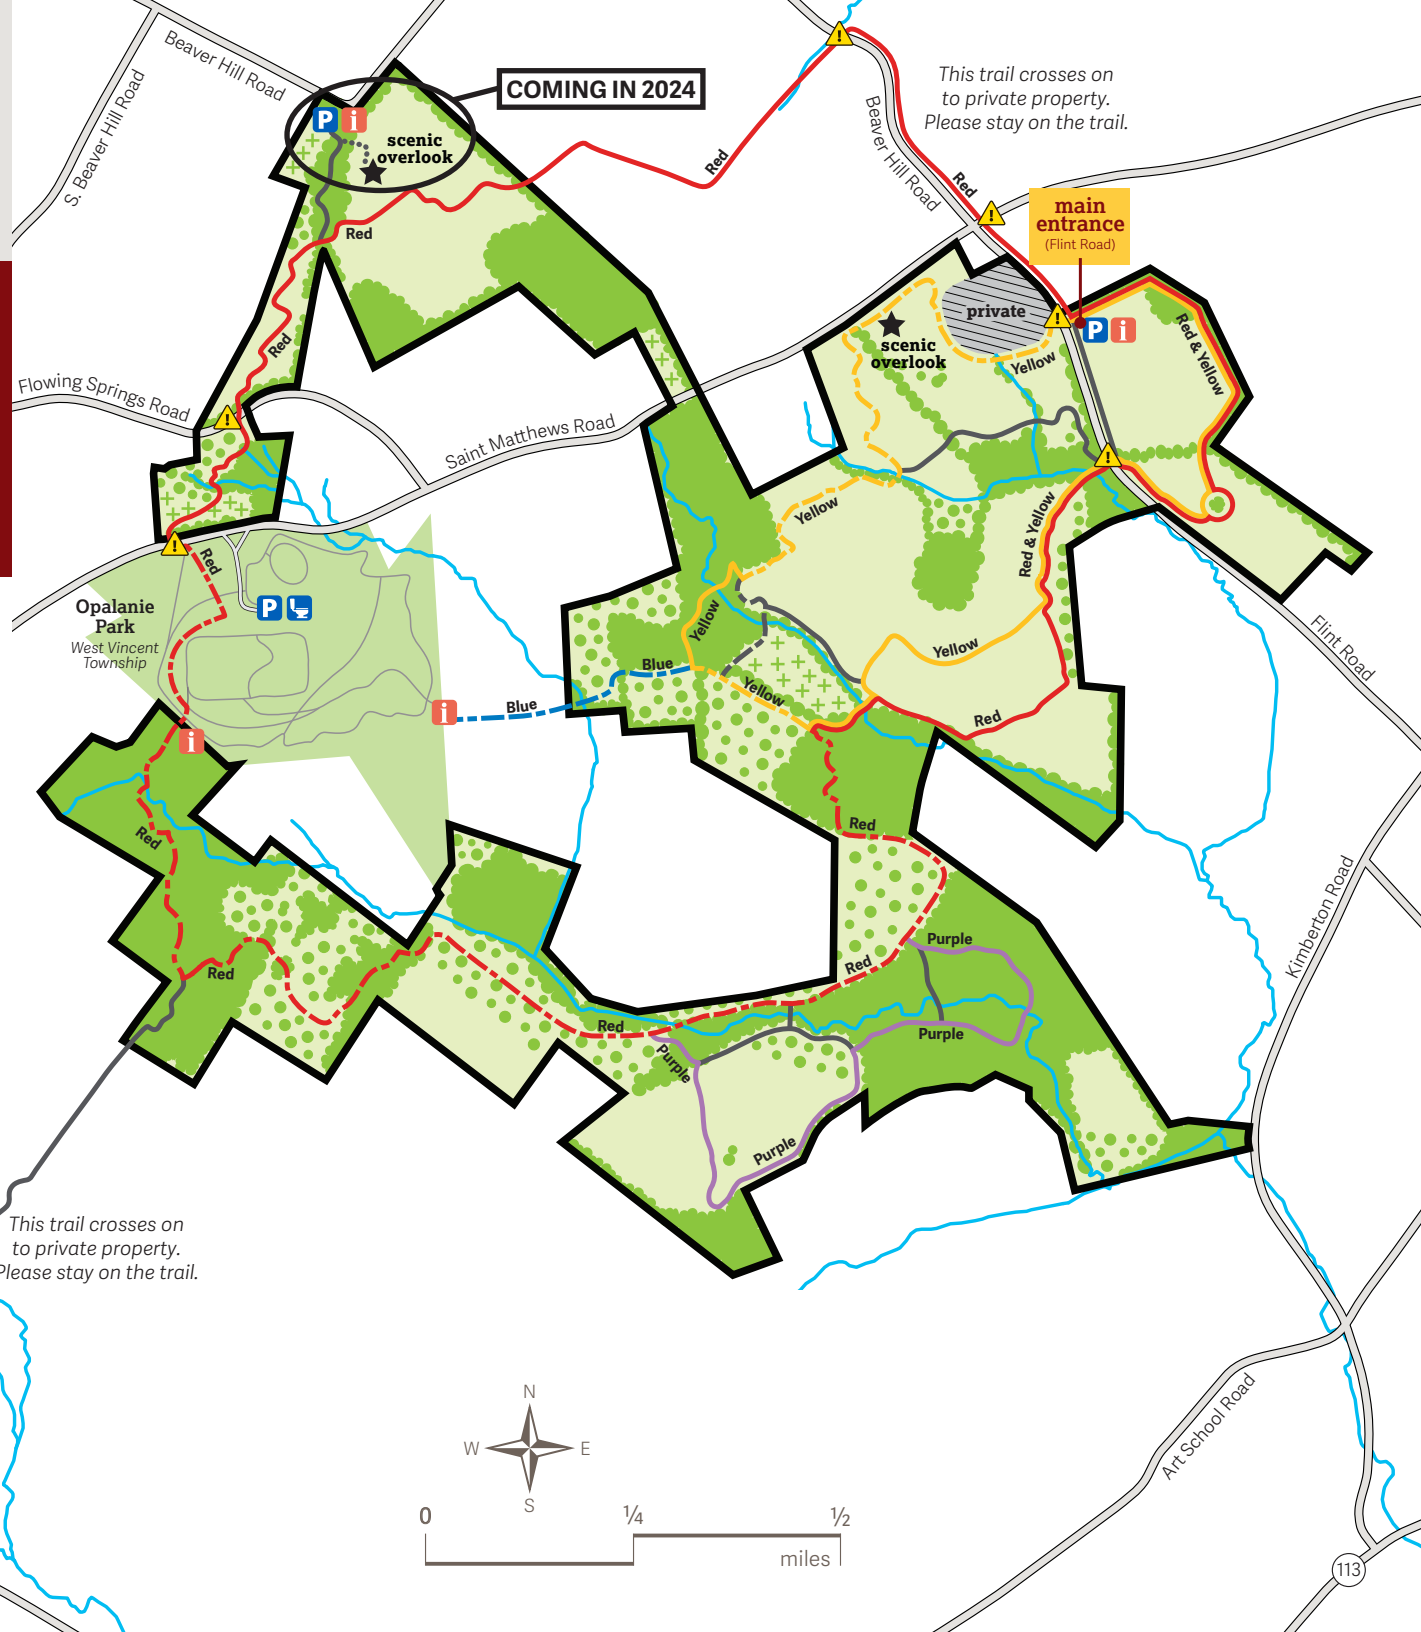 Beaver Hill Road
S. Beaver Hill Road
COMING IN 2024
P
i
scenic
overlook
Red
Red
!
Beaver Hill Road
This trail crosses on
to private property.
Please stay on the trail.
Red
!
main
entrance
(Flint Road)
Red
private
!
P
i
scenic
overlook
Yellow
Red & Yellow
Flowing Springs Road
!
Red
Saint Matthews Road
!
Yellow
Red & Yellow
!
Red
P
Opalanie
Park
West Vincent
Township
Yellow
Yellow
Flint Road
Blue
Blue
Yellow
i
Red
i
Red
Red
Kimberton Road
Red
Red
Purple
Red
Purple
Purple
Purple
This trail crosses on
to private property.
Please stay on the trail.
Art School Road
N
W
E
S
0
¼
½
miles
113